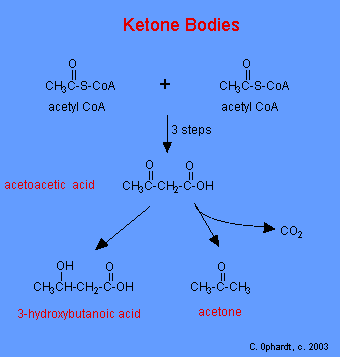 Ketone Bodies
O O
CH3C-S-CoA + CH3C-S-CoA
acetyl CoA acetyl CoA
3 steps
O O
acetoacetic acid CH3C-CH2-C-OH
CO2
OH O O
CH3CH-CH2-C-OH CH3-C-CH3
3-hydroxybutanoic acid acetone
C. Ophardt, c. 2003